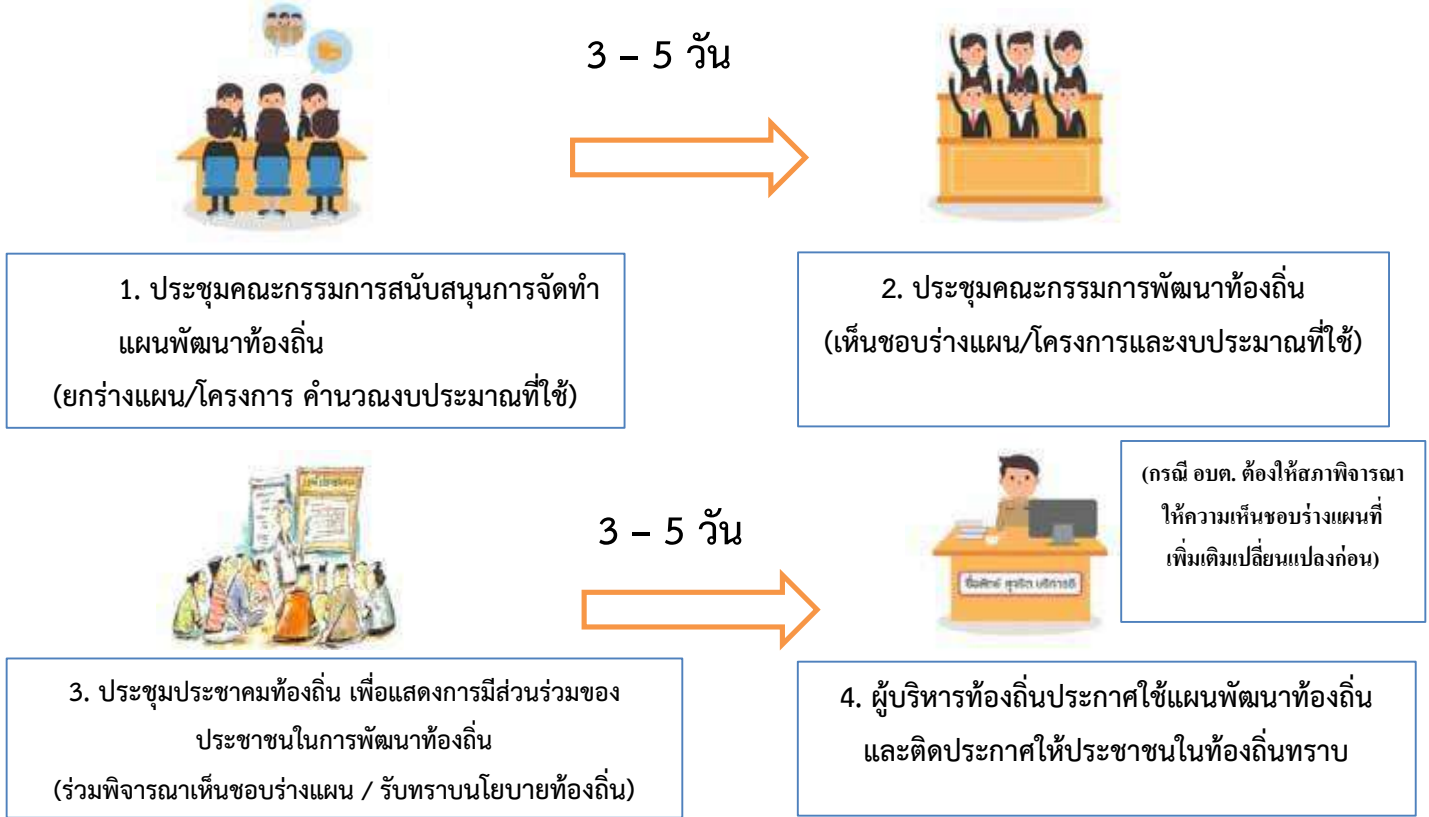 3 – 5 วัน
1. ประชุมคณะกรรมการสนับสนุนการจัดทำ
แผนพัฒนาท้องถิ่น
(ยกร่างแผน/โครงการ คำนวณงบประมาณที่ใช้)
2. ประชุมคณะกรรมการพัฒนาท้องถิ่น
(เห็นชอบร่างแผน/โครงการและงบประมาณที่ใช้)
3 – 5 วัน
(กรณี อบต. ต้องให้สภาพิจารณา
ให้ความเห็นชอบร่างแผนที่
เพิ่มเติมเปลี่ยนแปลงก่อน)
ซื่อสัตย์ สุจริต บริการดี
3. ประชุมประชาคมท้องถิ่น เพื่อแสดงการมีส่วนร่วมของ
ประชาชนในการพัฒนาท้องถิ่น
(ร่วมพิจารณาเห็นชอบร่างแผน / รับทราบนโยบายท้องถิ่น)
4. ผู้บริหารท้องถิ่นประกาศใช้แผนพัฒนาท้องถิ่น
และติดประกาศให้ประชาชนในท้องถิ่นทราบ